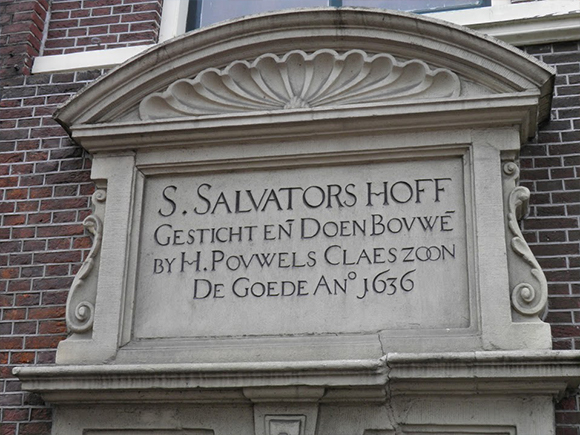 S. SALVATORS HOFF
GESTICHT EN̄ DOEN BOVWĒ
BY H. POVWELS CLAESZOON
DE GOEDE ANº 1636